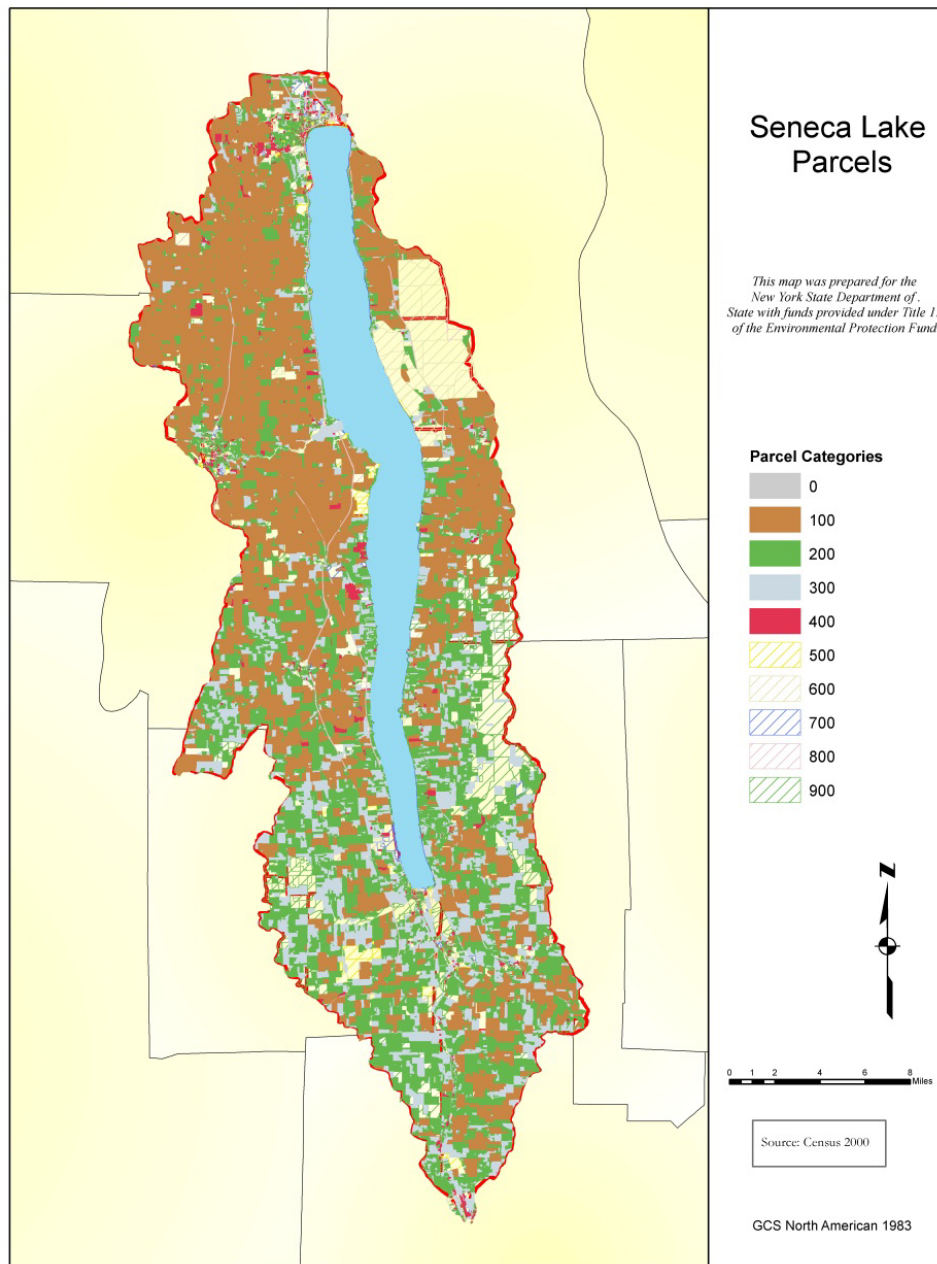 Seneca Lake
Parcels
This map was prepared for the
New York State Department of .
State with funds provided under Title 1
of the Environmental Protection Fund
Parcel Categories
0
100
200
300
400
500
600
700
800
900
N
0 1 2 4 6 8
Miles
Source: Census 2000
GCS North American 1983